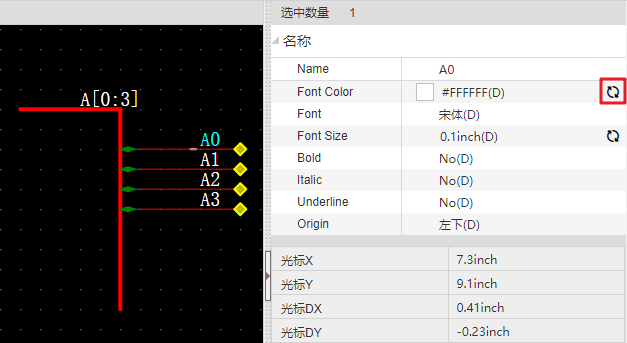 选中数量 1
名称
Name A0
Font Color #FFFFFF(D)
Font 宋体(D)
Font Size 0.1inch(D)
Bold No(D)
Italic No(D)
Underline No(D)
Origin 左下(D)
光标X 7.3inch
光标Y 9.1inch
光标DX 0.41inch
光标DY -0.23inch
A[0:3]
A0
A1
A2
A3